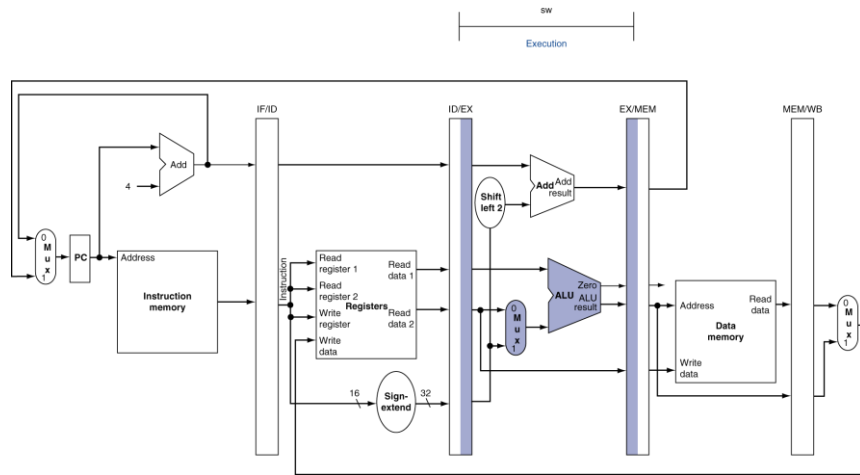 sw
Execution
IF/ID
ID/EX
EX/MEM
MEM/WB
Add
4
Shift
left 2
Add
Add
result
0
M
u
x
1
PC
Address
Instruction
memory
Instruction
Read
register 1
Read
register 2
Write
register
Write
data
Registers
Read
data 1
Read
data 2
16
Sign-
extend
32
0
M
u
x
1
ALU
Zero
ALU
result
Address
Write
data
Data
memory
Read
data
0
M
u
x
1